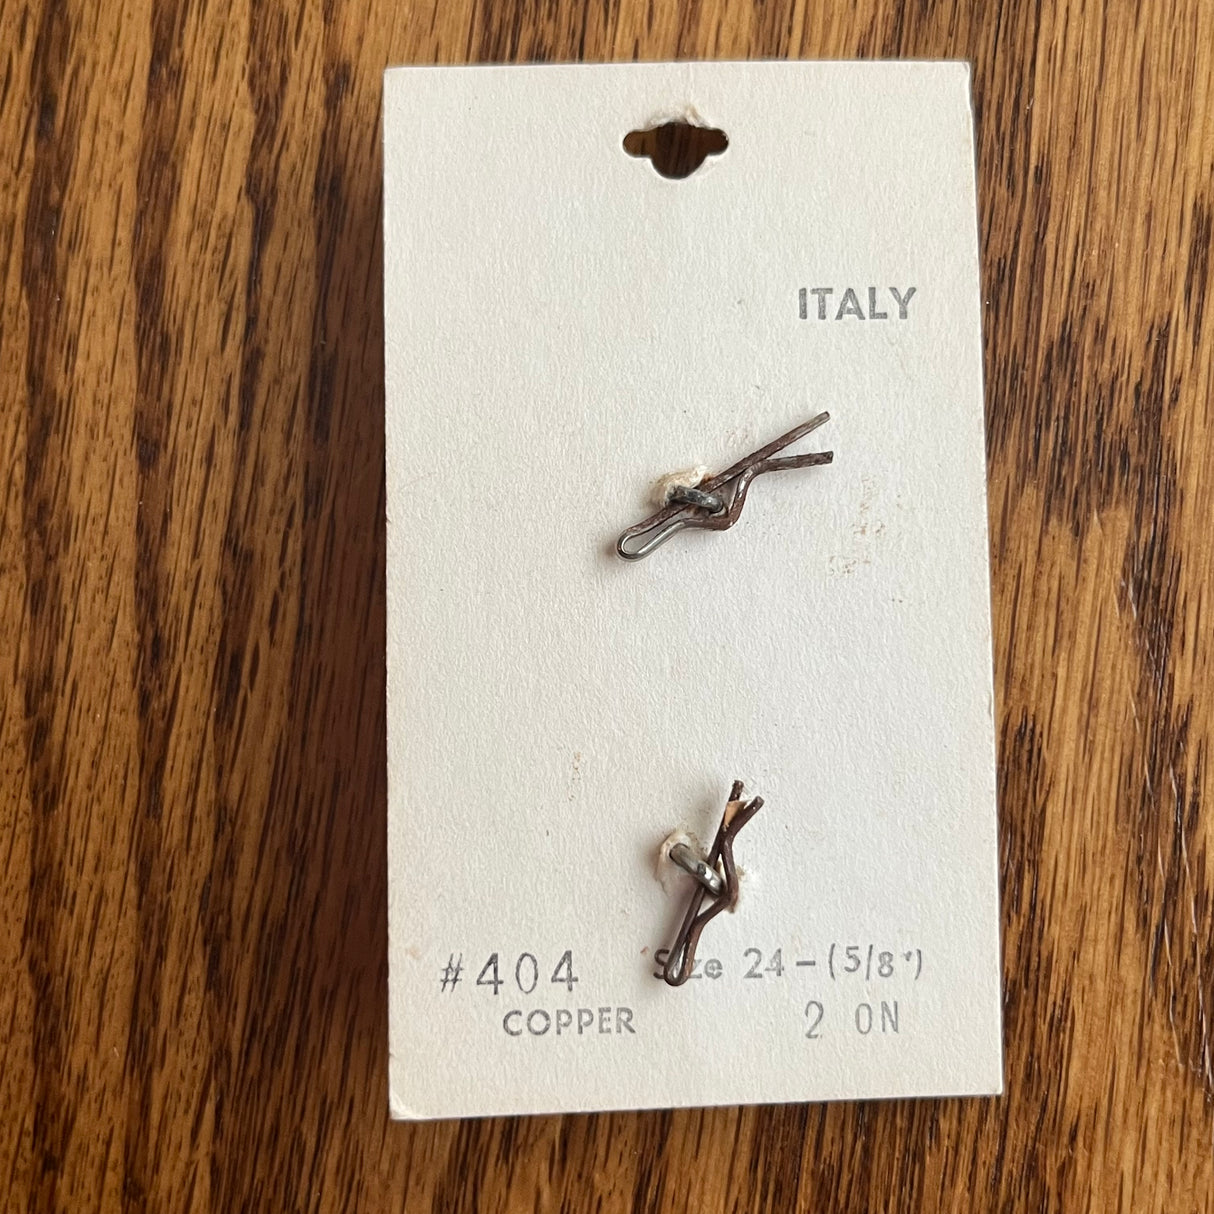 ITALY
#404 Size 24-(5/8")
COPPER 2 ON